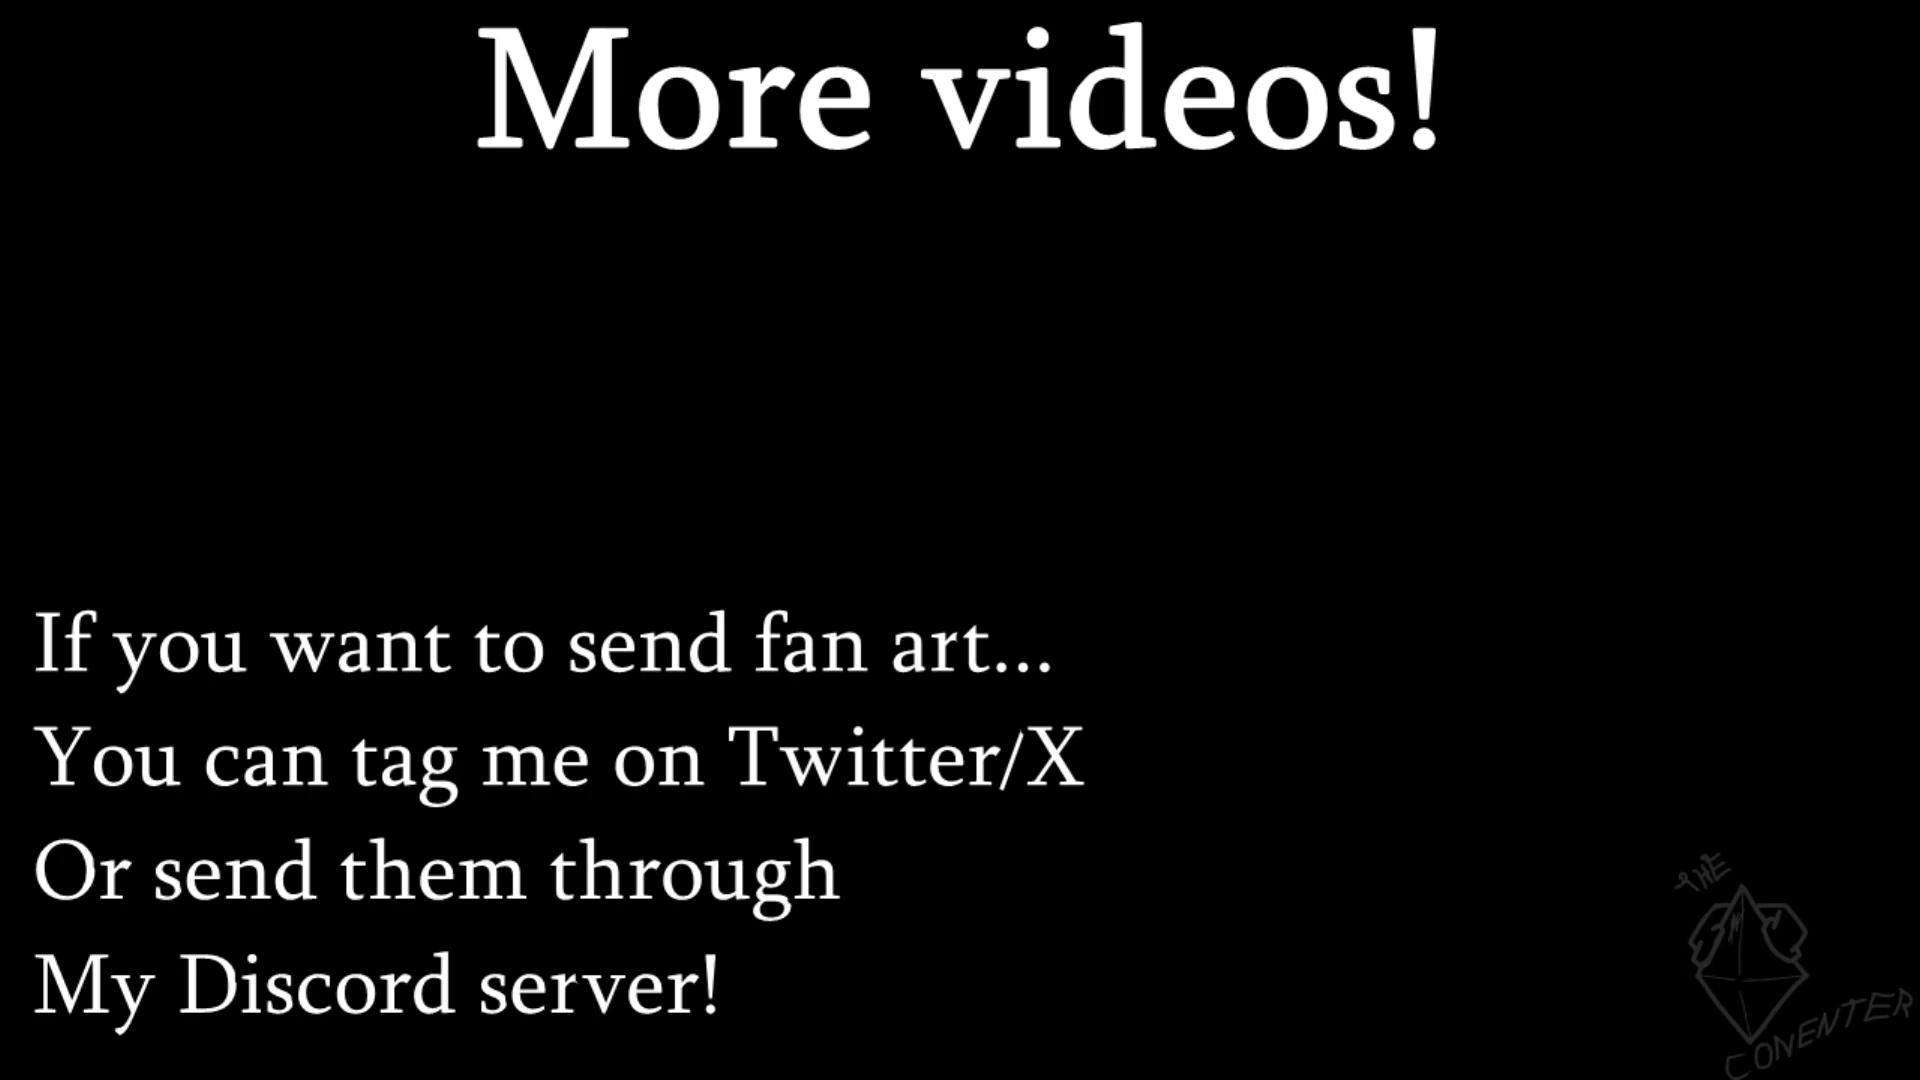 More videos!
If you want to send fan art...
You can tag me on Twitter/X
Or send them through
My Discord server!
THE
CONENTER